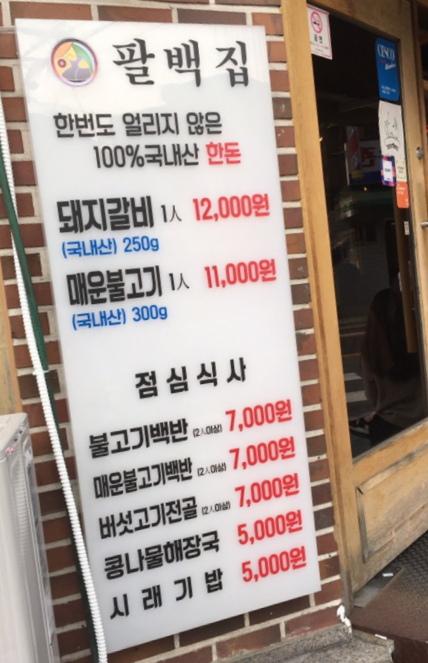 팔백집
한번도 얼리지 않은
100%국내산 한돈
돼지갈비 1人 12,000원
(국내산) 250g
매운불고기 1人 11,000원
(국내산) 300g
점심식사
불고기백반 (2人이상) 7,000원
매운불고기백반 (2人이상) 7,000원
버섯고기전골 (2人이상) 7,000원
콩나물해장국 5,000원
시래기밥 5,000원
CESCO